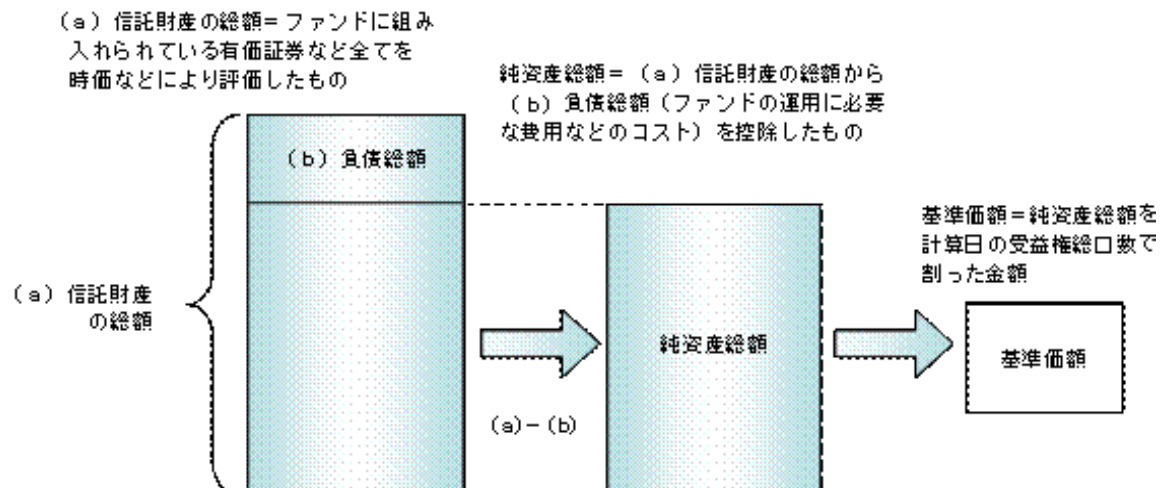 (a) 信託財産の総額=ファンドに組み
入れられている有価証券など全てを
時価などにより評価したもの
純資産総額=(a)信託財産の総額から
(b)負債総額(ファンドの運用に必要
な費用などのコスト)を控除したもの
(b)負債総額
基準価額=純資産総額を
計算日の受益権総口数で
割った金額
(a)信託財産
の総額
純資産総額
基準価額
(a)-(b)